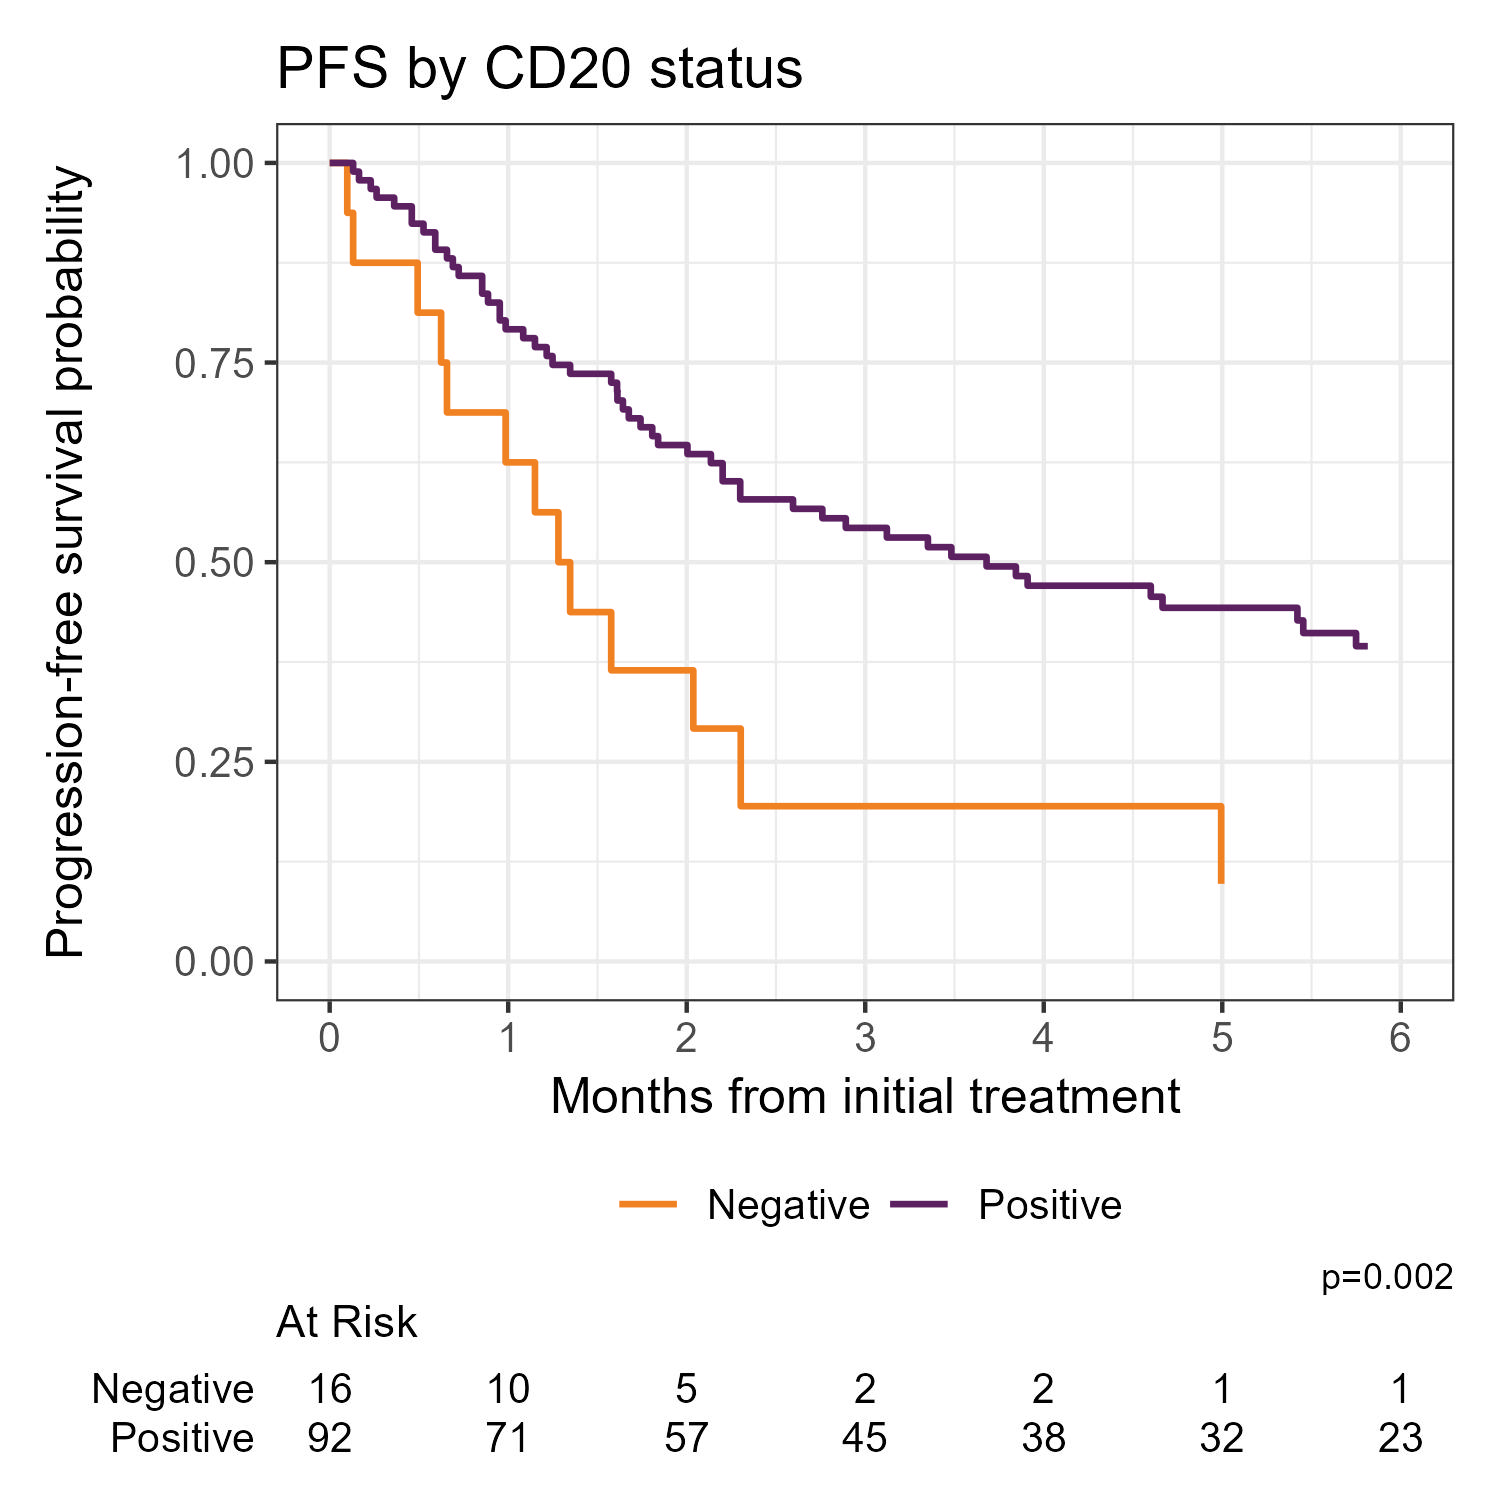 PFS by CD20 status
Progression-free survival probability
1.00
0.75
0.50
0.25
0.00
0 1 2 3 4 5 6
Months from initial treatment
Negative Positive
p=0.002
At Risk
Negative 16 10 5 2 2 1 1
Positive 92 71 57 45 38 32 23